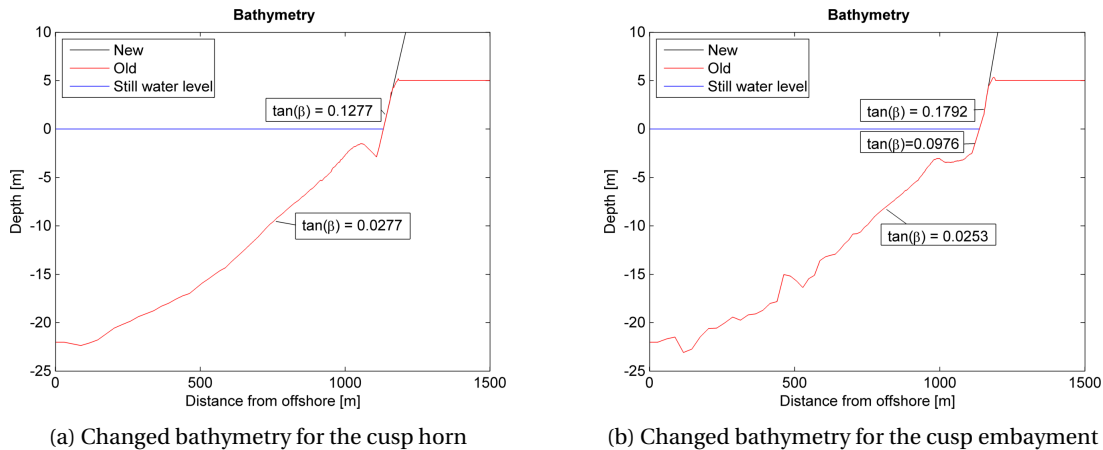 Bathymetry
10
5
0
-5
-10
-15
-20
-25
Depth [m]
New
Old
Still water level
tan(β) = 0.1277
tan(β) = 0.0277
0
500
1000
1500
Distance from offshore [m]
(a) Changed bathymetry for the cusp horn
Bathymetry
10
5
0
-5
-10
-15
-20
-25
Depth [m]
New
Old
Still water level
tan(β) = 0.1792
tan(β)=0.0976
tan(β) = 0.0253
0
500
1000
1500
Distance from offshore [m]
(b) Changed bathymetry for the cusp embayment